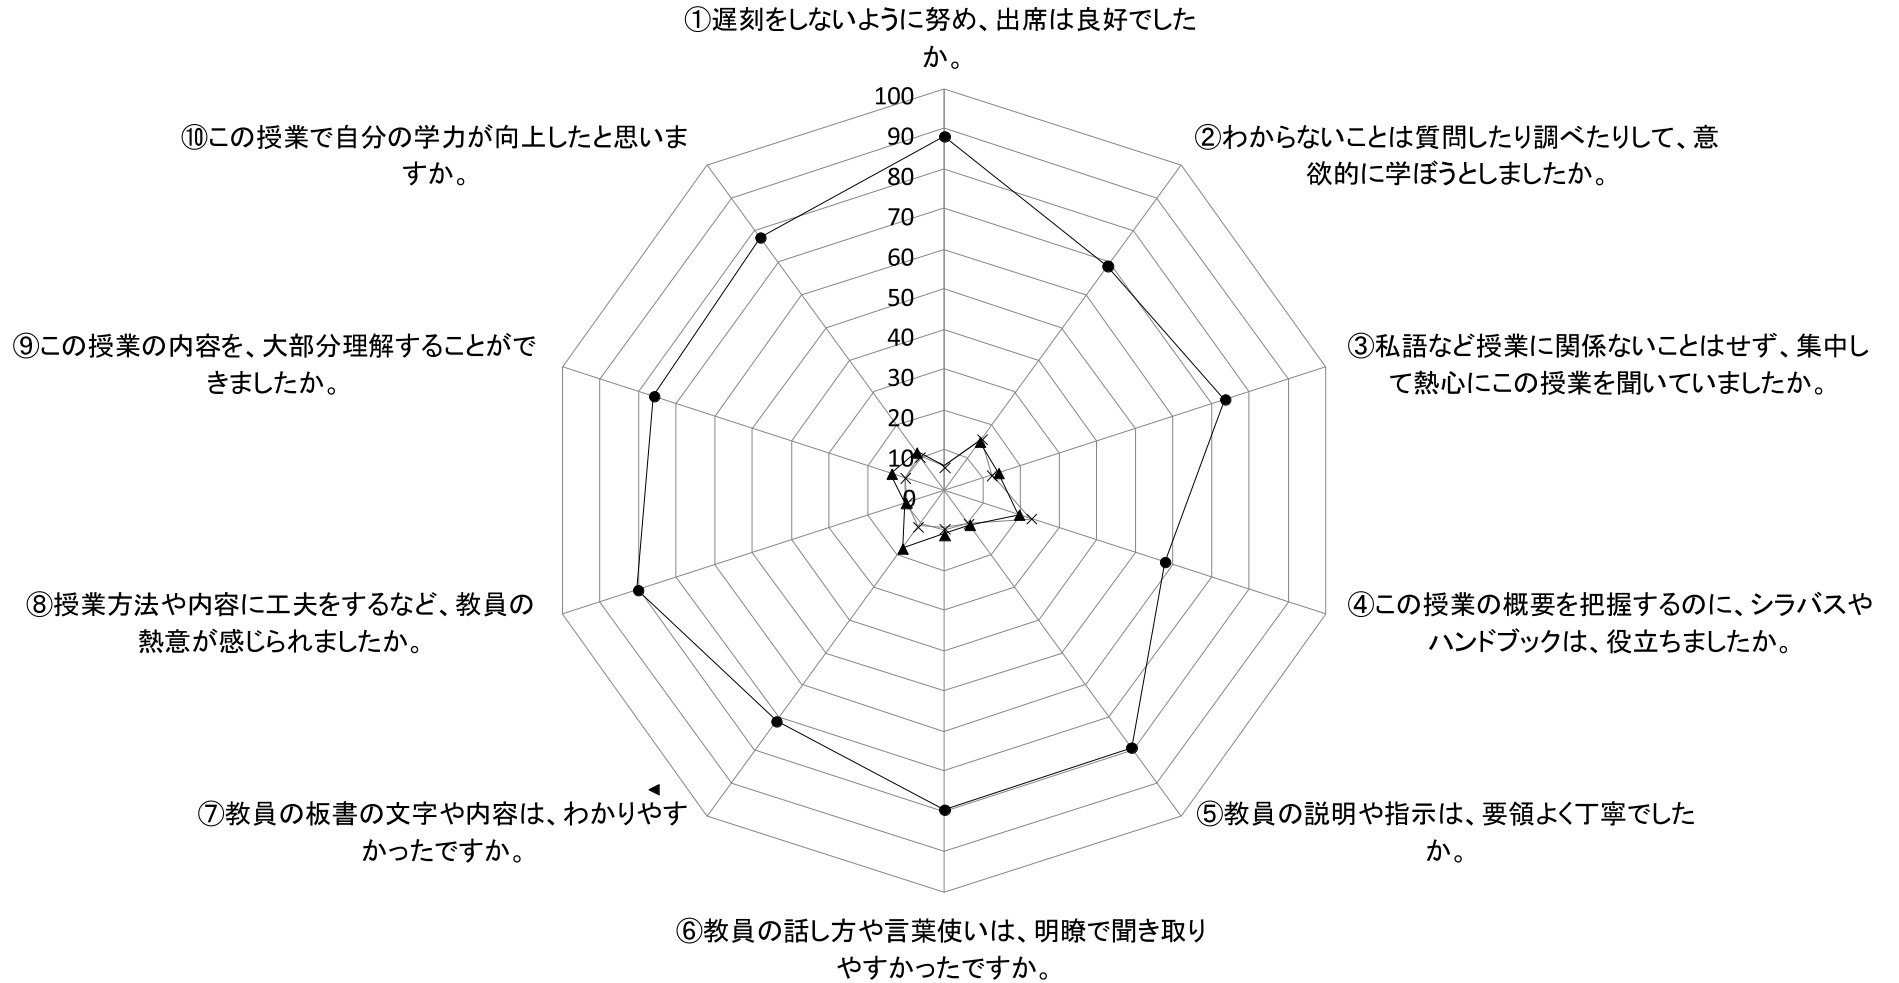 ①遅刻をしないように努め、出席は良好でした
か。
②わからないことは質問したり調べたりして、意
欲的に学ぼうとしましたか。
③私語など授業に関係ないことはせず、集中し
て熱心にこの授業を聞いていましたか。
④この授業の概要を把握するのに、シラバスや
ハンドブックは、役立ちましたか。
⑤教員の説明や指示は、要領よく丁寧でした
か。
⑥教員の話し方や言葉使いは、明瞭で聞き取り
やすかったですか。
⑦教員の板書の文字や内容は、わかりやす
かったですか。
⑧授業方法や内容に工夫をするなど、教員の
熱意が感じられましたか。
⑨この授業の内容を、大部分理解することがで
きましたか。
⑩この授業で自分の学力が向上したと思いま
すか。
100
90
80
70
60
50
40
30
20
10
0